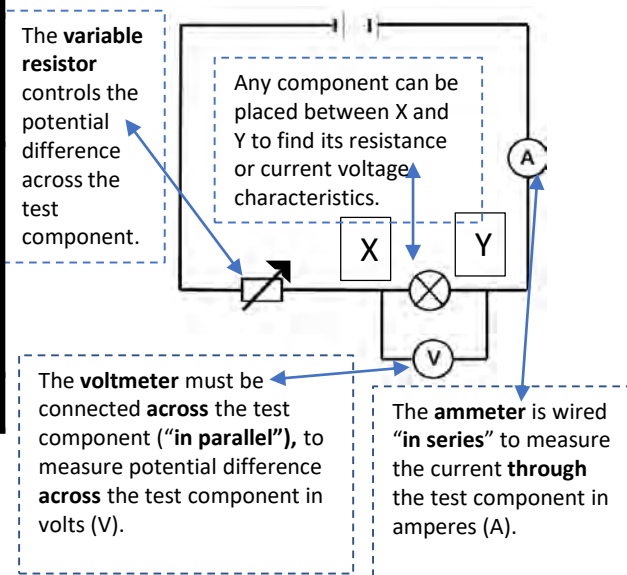 The variable
resistor
controls the
potential
difference
across the
test
component.
Any component can be
placed between X and
Y to find its resistance
or current voltage
characteristics.
A
X
Y
V
The voltmeter must be
connected across the test
component (“in parallel”), to
measure potential difference
across the test component in
volts (V).
The ammeter is wired
“in series” to measure
the current through
the test component in
amperes (A).